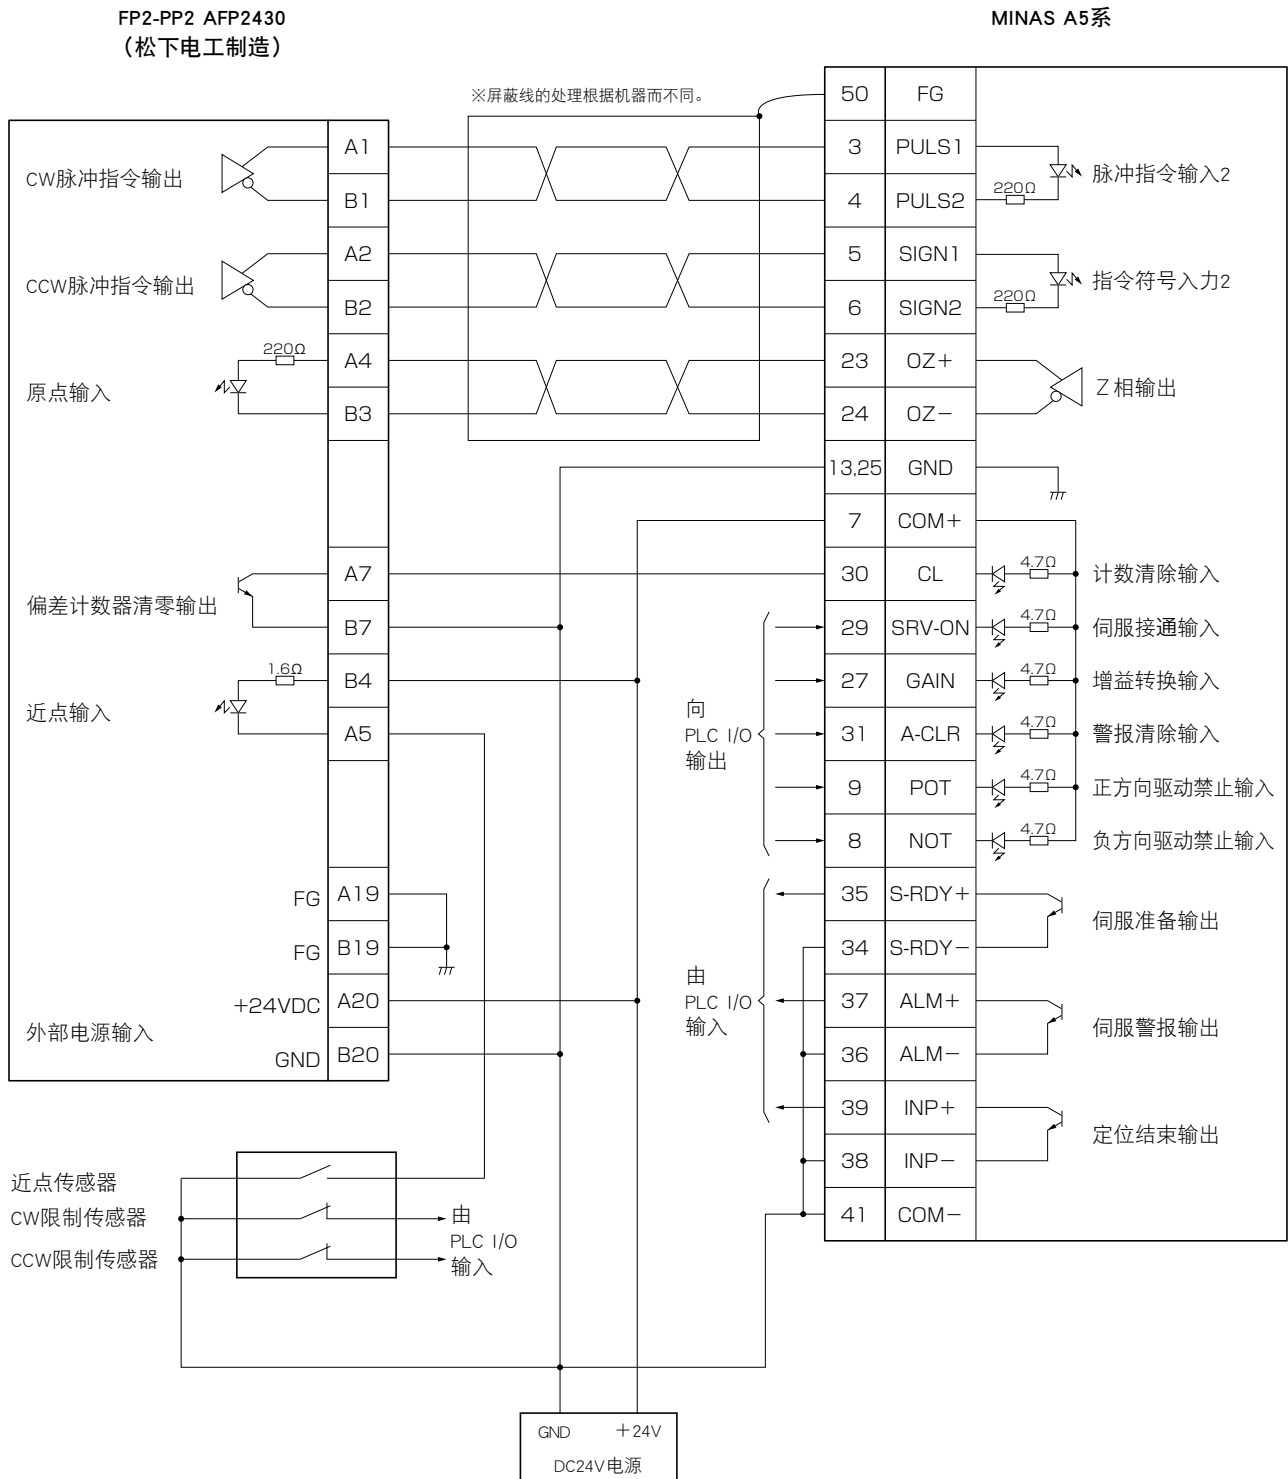 FP2-PP2 AFP2430
（松下电工制造）
MINAS A5系
※屏蔽线的处理根据机器而不同。
CW脉冲指令输出
A1
B1
CCW脉冲指令输出
A2
B2
原点输入
220Ω
A4
B3
偏差计数器清零输出
A7
B7
近点输入
1.6Ω
B4
A5
FG
A19
FG
B19
外部电源输入
+24VDC
A20
GND
B20
50 FG
3 PULS1
4 PULS2
220Ω
脉冲指令输入2
5 SIGN1
6 SIGN2
220Ω
指令符号入力2
23 OZ+
24 OZ−
Z 相输出
13,25 GND
7 COM+
30 CL 4.7Ω 计数清除输入
29 SRV-ON 4.7Ω 伺服接通输入
27 GAIN 4.7Ω 增益转换输入
31 A-CLR 4.7Ω 警报清除输入
9 POT 4.7Ω 正方向驱动禁止输入
8 NOT 4.7Ω 负方向驱动禁止输入
向
PLC I/O
输出
35 S-RDY+
34 S-RDY−
伺服准备输出
37 ALM+
36 ALM−
伺服警报输出
39 INP+
38 INP−
定位结束输出
41 COM−
由
PLC I/O
输入
近点传感器
CW限制传感器
CCW限制传感器
由
PLC I/O
输入
GND +24V
DC24V电源